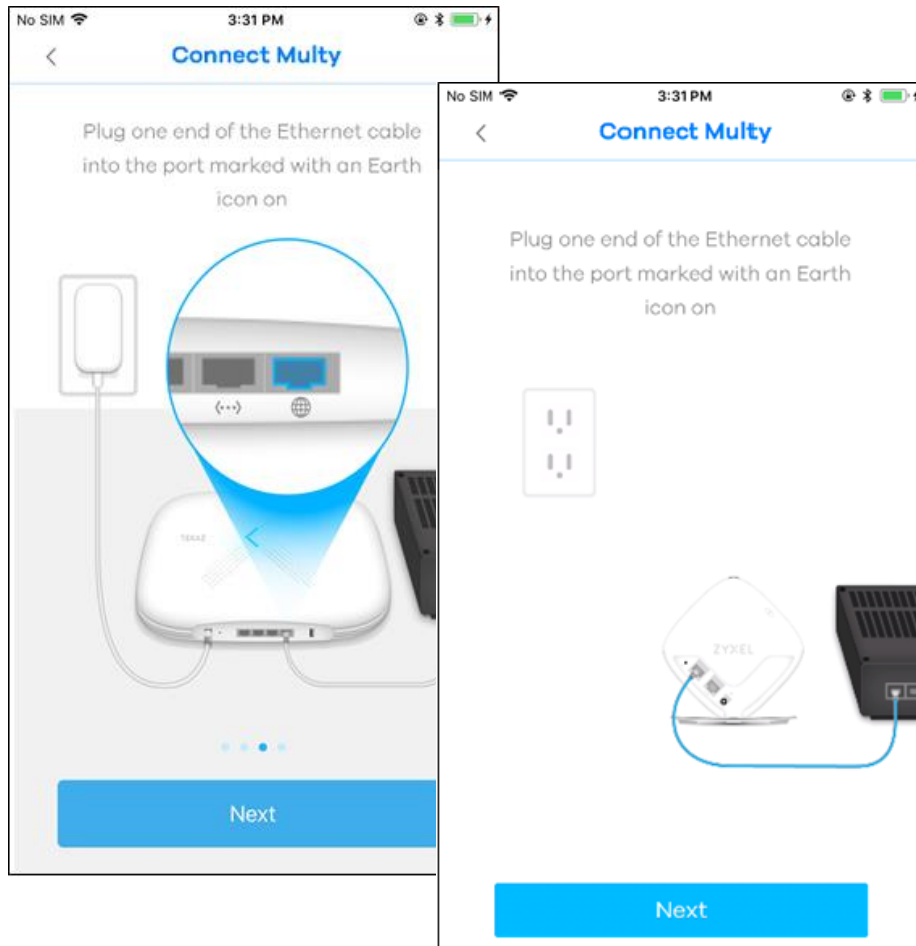 No SIM 3:31 PM
Connect Multy
Plug one end of the Ethernet cable
into the port marked with an Earth
icon on
Next
No SIM 3:31 PM
Connect Multy
Plug one end of the Ethernet cable
into the port marked with an Earth
icon on
ZYXEL
Next